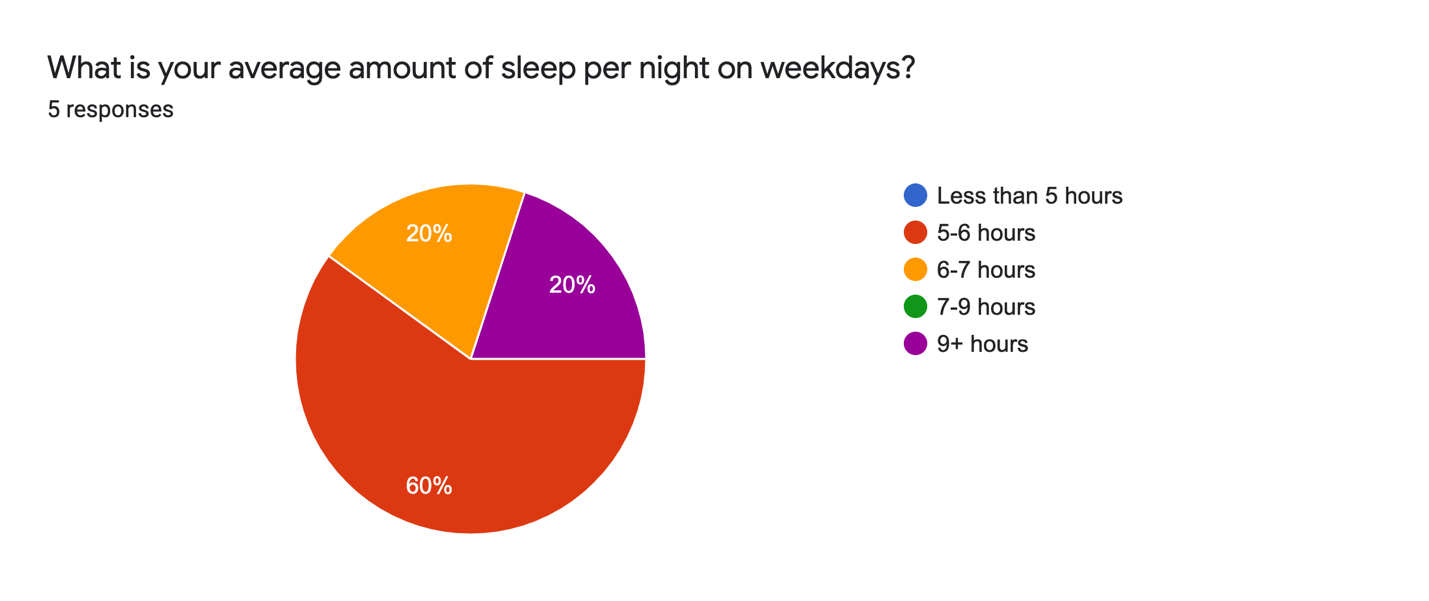 What is your average amount of sleep per night on weekdays?
5 responses
20%
20%
60%
Less than 5 hours
5-6 hours
6-7 hours
7-9 hours
9+ hours